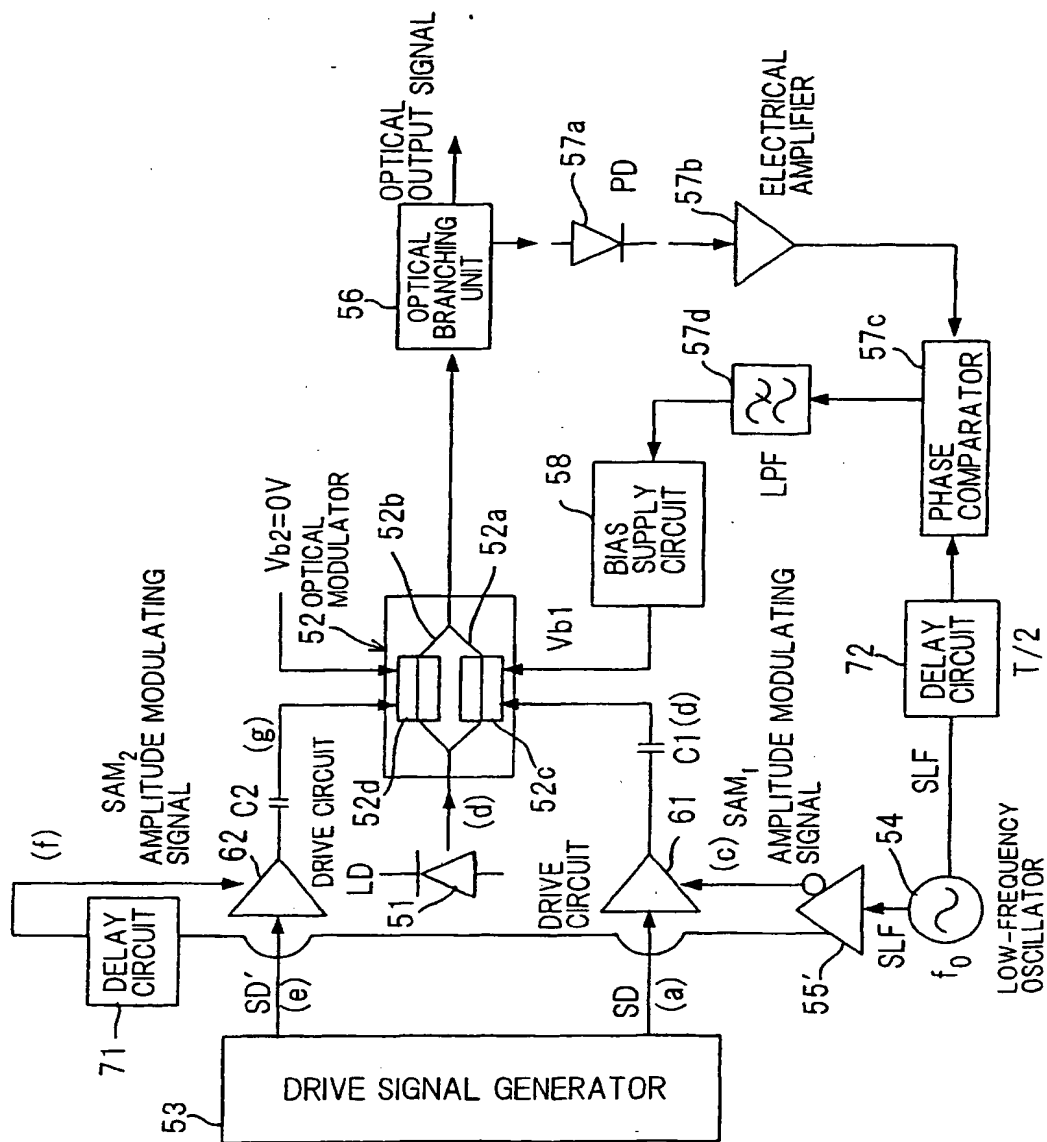 53
DRIVE SIGNAL GENERATOR
71
DELAY
CIRCUIT
(f)
SAM2
AMPLITUDE MODULATING
SIGNAL
SD'
(e)
62
DRIVE CIRCUIT
C2
(g)
Vb2=0V
52 OPTICAL
MODULATOR
52b
52a
52d
52c
LD
51
(d)
SD
(a)
DRIVE
CIRCUIT
61
C1(d)
(c)
SAM1
AMPLITUDE MODULATING
SIGNAL
55'
SLF
54
f0
LOW-FREQUENCY
OSCILLATOR
SLF
72
DELAY
CIRCUIT
T/2
Vb1
58
BIAS
SUPPLY
CIRCUIT
57d
LPF
57c
PHASE
COMPARATOR
56
OPTICAL
BRANCHING
UNIT
OPTICAL
OUTPUT SIGNAL
57a
PD
57b
ELECTRICAL
AMPLIFIER